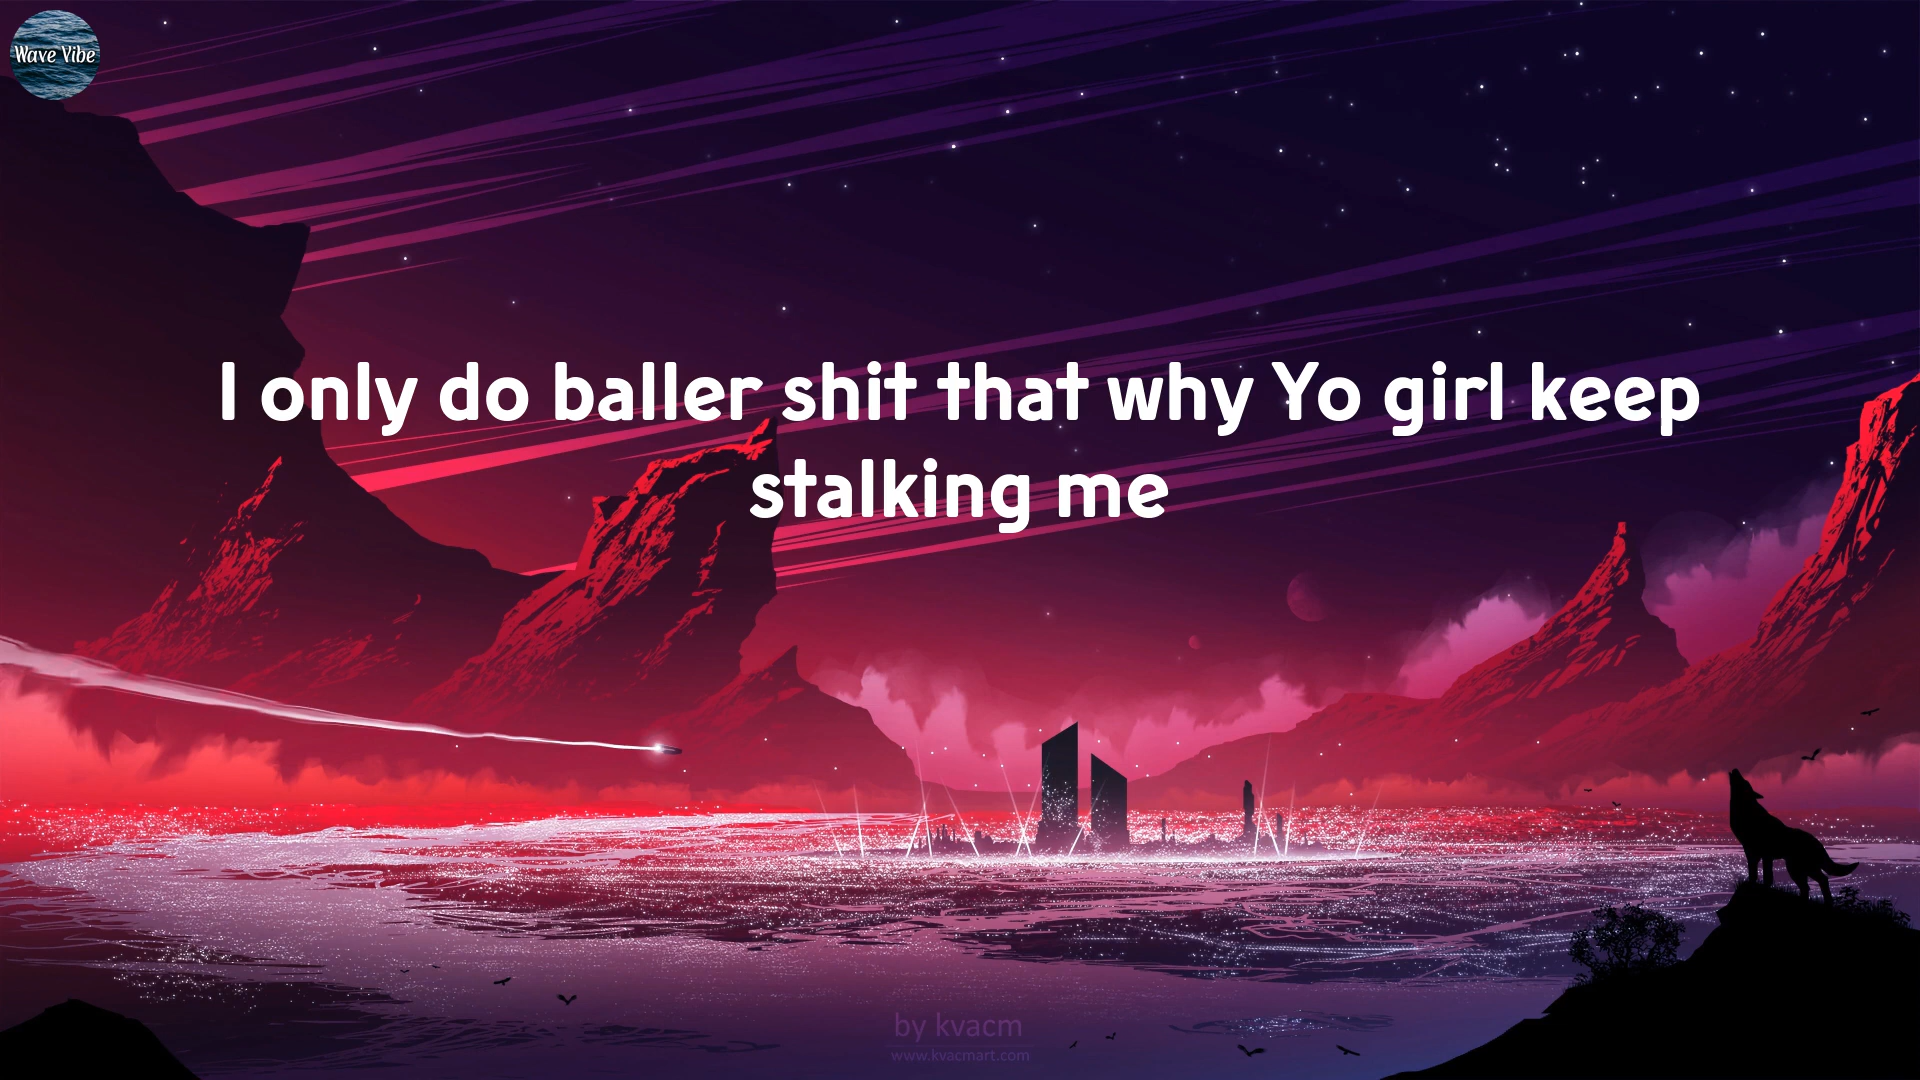 Wave Vibe
I only do baller shit that why Yo girl keep
stalking me
by kvacm
www.kvacmart.com